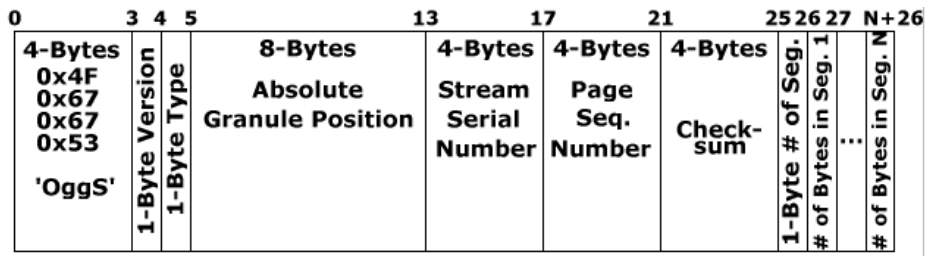 0 3 4 5 13 17 21 25 26 27 N+26
4-Bytes
0x4F
0x67
0x67
0x53
'OggS'
1-Byte Version
1-Byte Type
8-Bytes
Absolute
Granule Position
4-Bytes
Stream
Serial
Number
4-Bytes
Page
Seq.
Number
4-Bytes
Check-
sum
1-Byte # of Seg.
# of Bytes in Seg. 1
...
# of Bytes in Seg. N